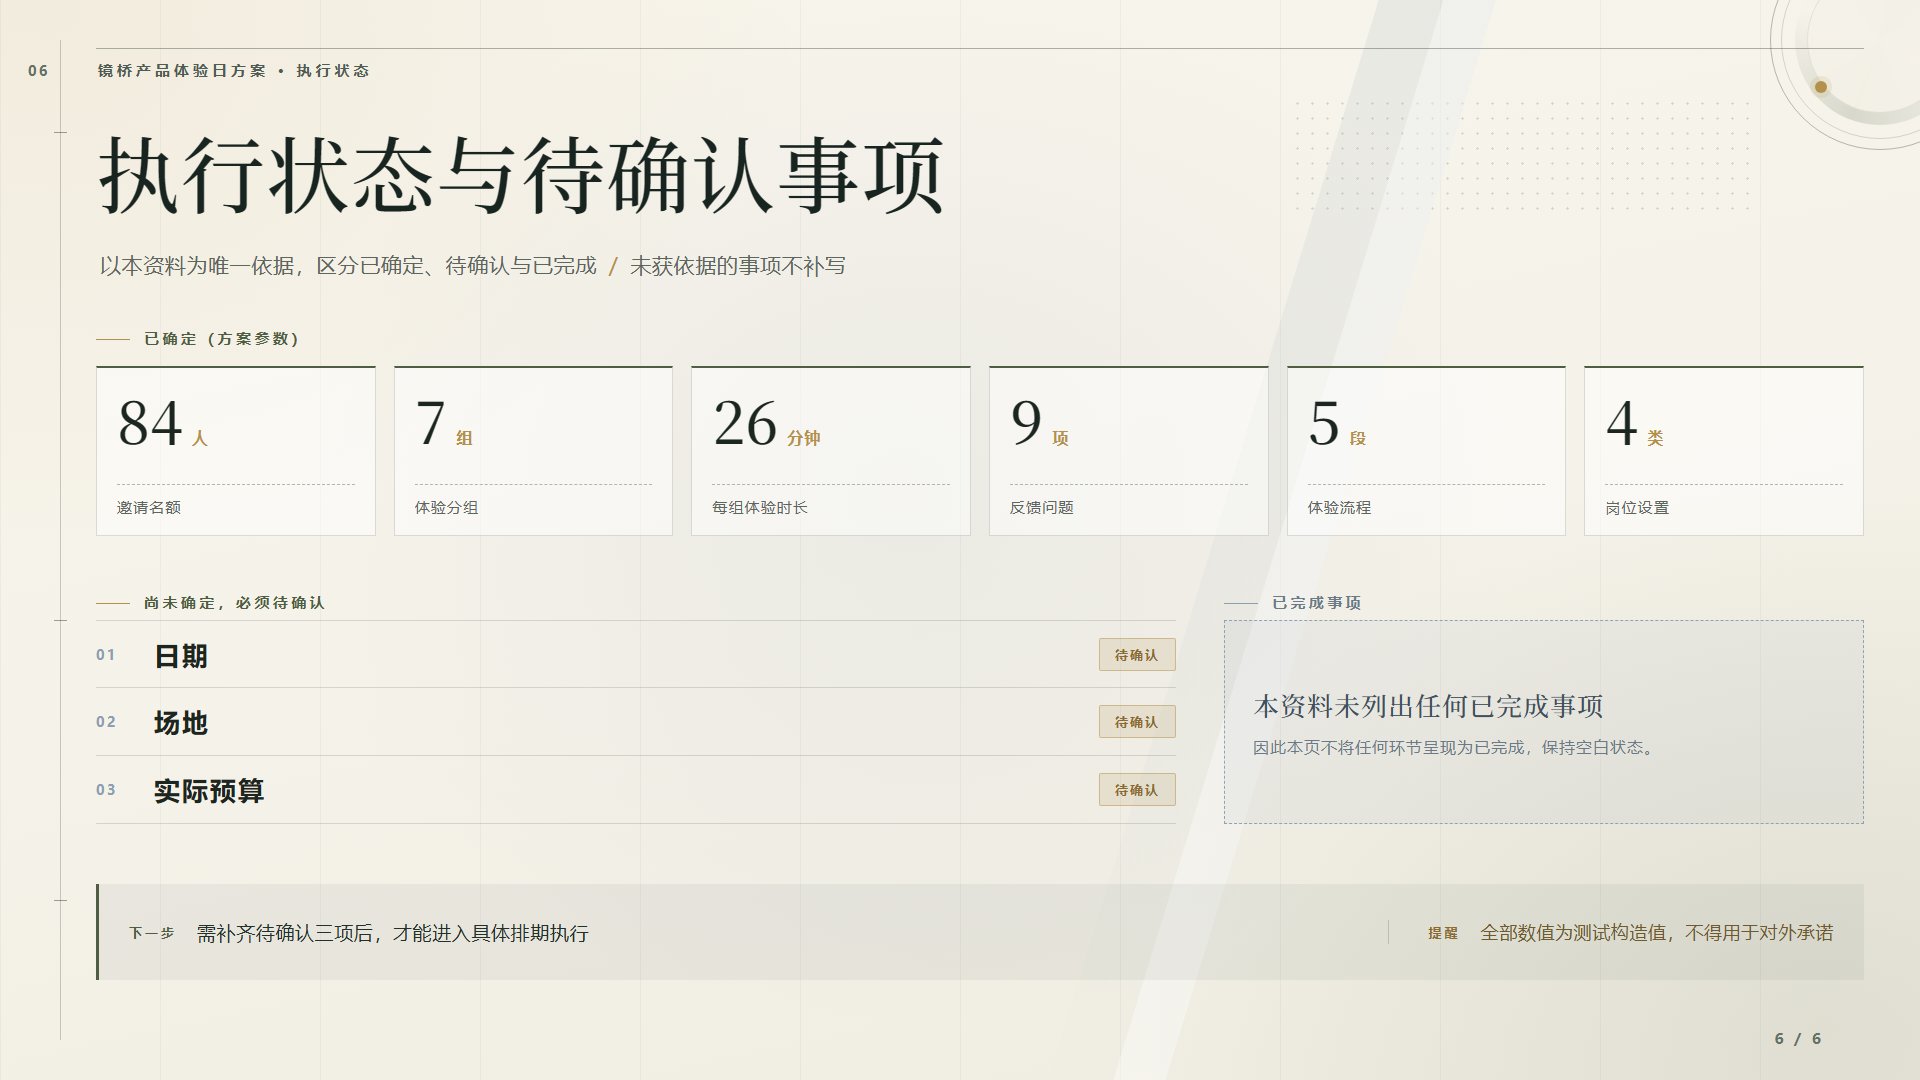 06
镜桥产品体验日方案 • 执行状态
执行状态与待确认事项
以本资料为唯一依据，区分已确定、待确认与已完成 / 未获依据的事项不补写
已确定（方案参数）
84 人
邀请名额
7 组
体验分组
26 分钟
每组体验时长
9 项
反馈问题
5 段
体验流程
4 类
岗位设置
尚未确定，必须待确认
01 日期 待确认
02 场地 待确认
03 实际预算 待确认
已完成事项
本资料未列出任何已完成事项
因此本页不将任何环节呈现为已完成，保持空白状态。
下一步 需补齐待确认三项后，才能进入具体排期执行
提醒 全部数值为测试构造值，不得用于对外承诺
6 / 6